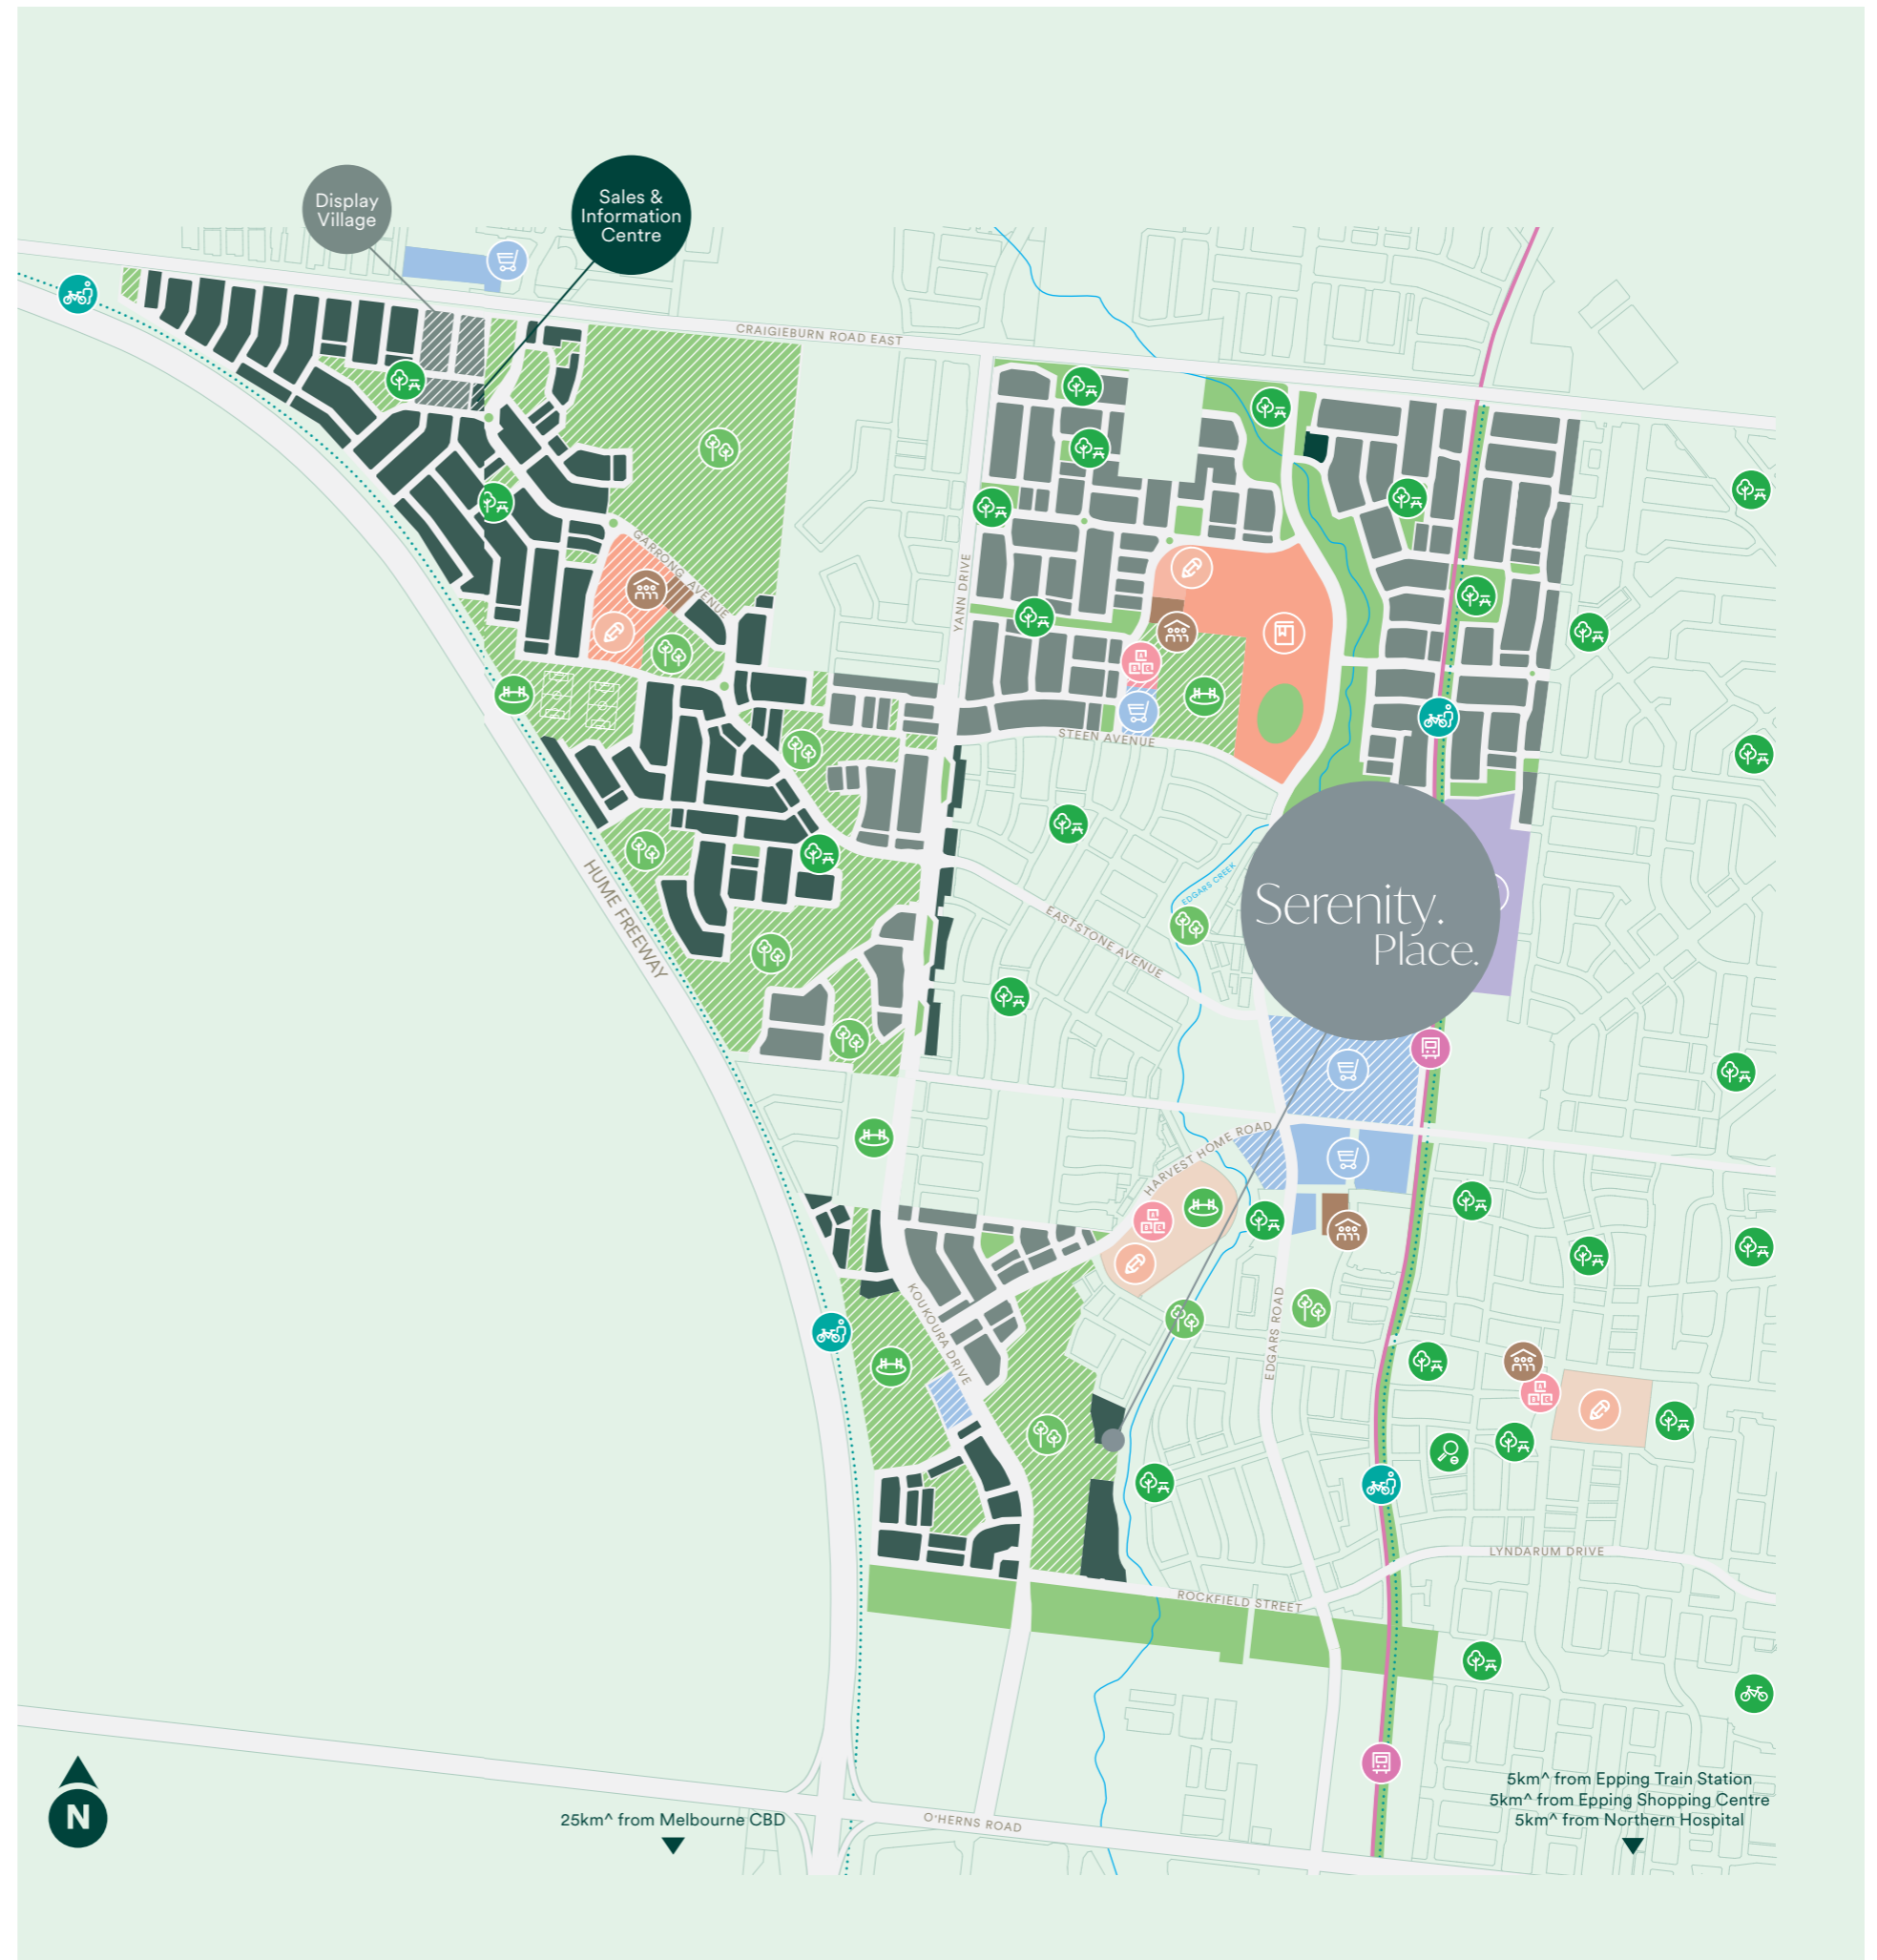 Display
Village
Sales &
Information
Centre
CRAIGIEBURN ROAD EAST
GARRONG AVENUE
YANN DRIVE
STEEN AVENUE
HUME FREEWAY
EDGARS CREEK
Serenity.
Place.
EASTSTONE AVENUE
HARVEST HOME ROAD
KOUKOURA DRIVE
EDGARS ROAD
LYNDARUM DRIVE
ROCKFIELD STREET
N
25km^ from Melbourne CBD
O'HERNS ROAD
5km^ from Epping Train Station
5km^ from Epping Shopping Centre
5km^ from Northern Hospital